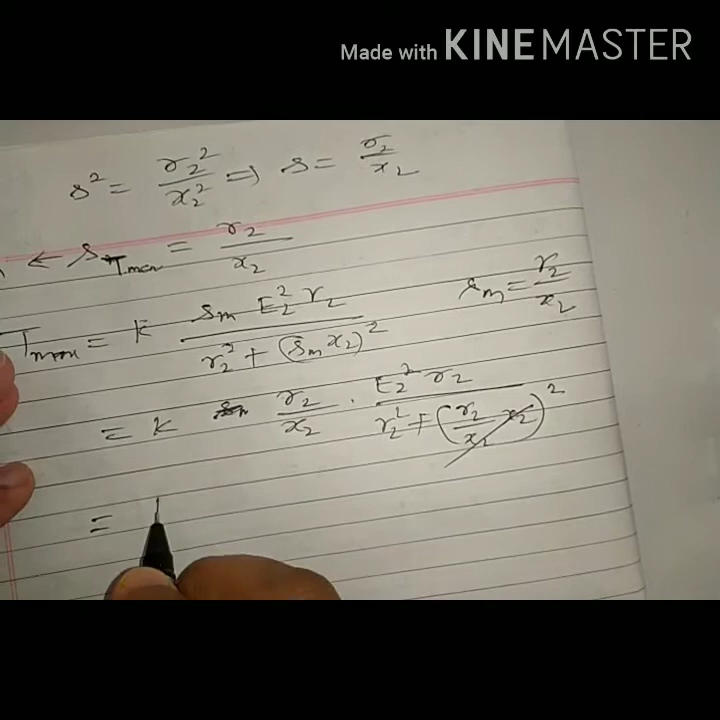 Made with KINEMASTER
s² = r₂²/x₂² ⇒ s = r₂/x₂
← s_Tmax = r₂/x₂
T_max = k s_m E₂² r₂ / r₂² + (s_m x₂)² s_m = r₂/x₂
= k r₂/x₂ · E₂² r₂ / r₂² + (r₂/x₂ x₂)²
=